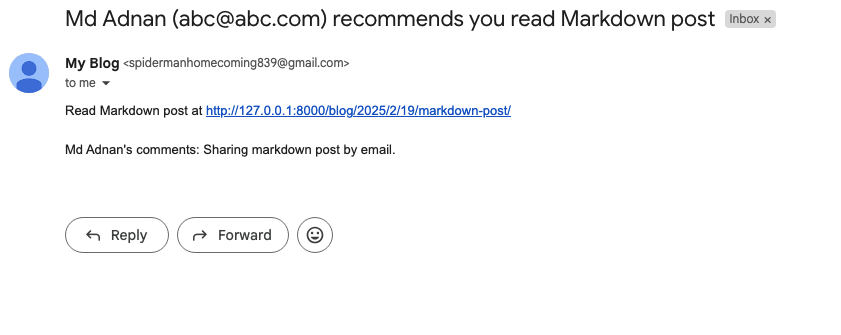 Md Adnan (abc@abc.com) recommends you read Markdown post Inbox ×
My Blog <spidermanhomecoming839@gmail.com>
to me
Read Markdown post at http://127.0.0.1:8000/blog/2025/2/19/markdown-post/
Md Adnan's comments: Sharing markdown post by email.
Reply Forward